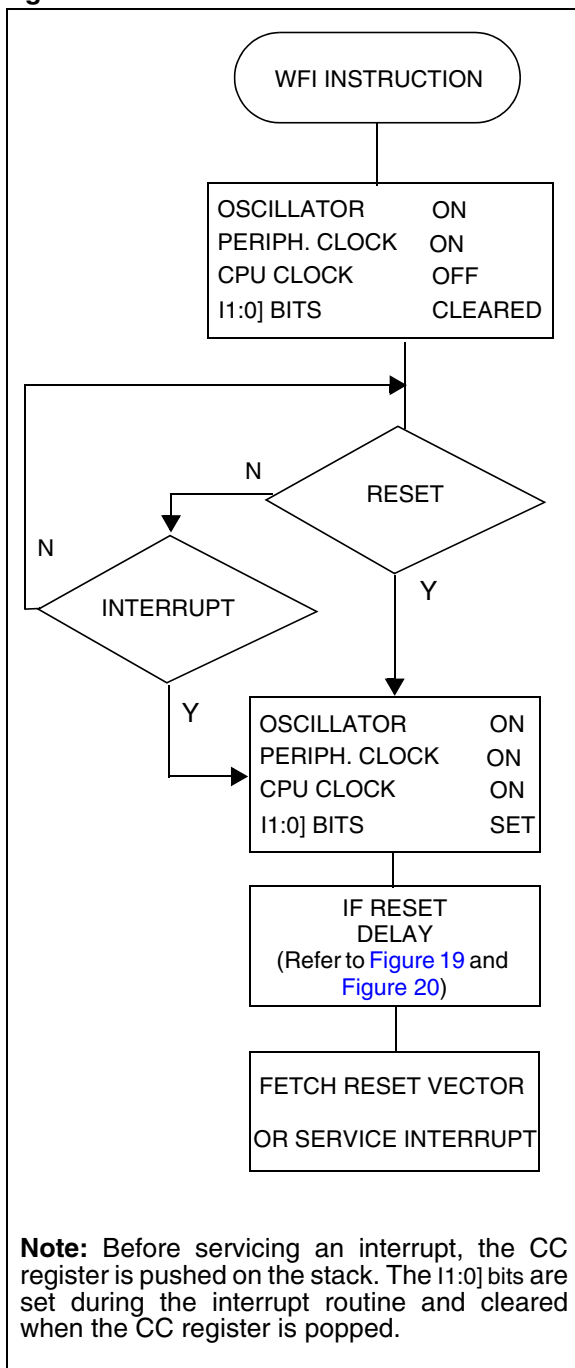 WFI INSTRUCTION
OSCILLATOR ON
PERIPH. CLOCK ON
CPU CLOCK OFF
I1:0] BITS CLEARED
N
RESET
N
INTERRUPT
Y
Y
OSCILLATOR ON
PERIPH. CLOCK ON
CPU CLOCK ON
I1:0] BITS SET
IF RESET
DELAY
(Refer to Figure 19 and
Figure 20)
FETCH RESET VECTOR
OR SERVICE INTERRUPT
Note: Before servicing an interrupt, the CC
register is pushed on the stack. The I1:0] bits are
set during the interrupt routine and cleared
when the CC register is popped.